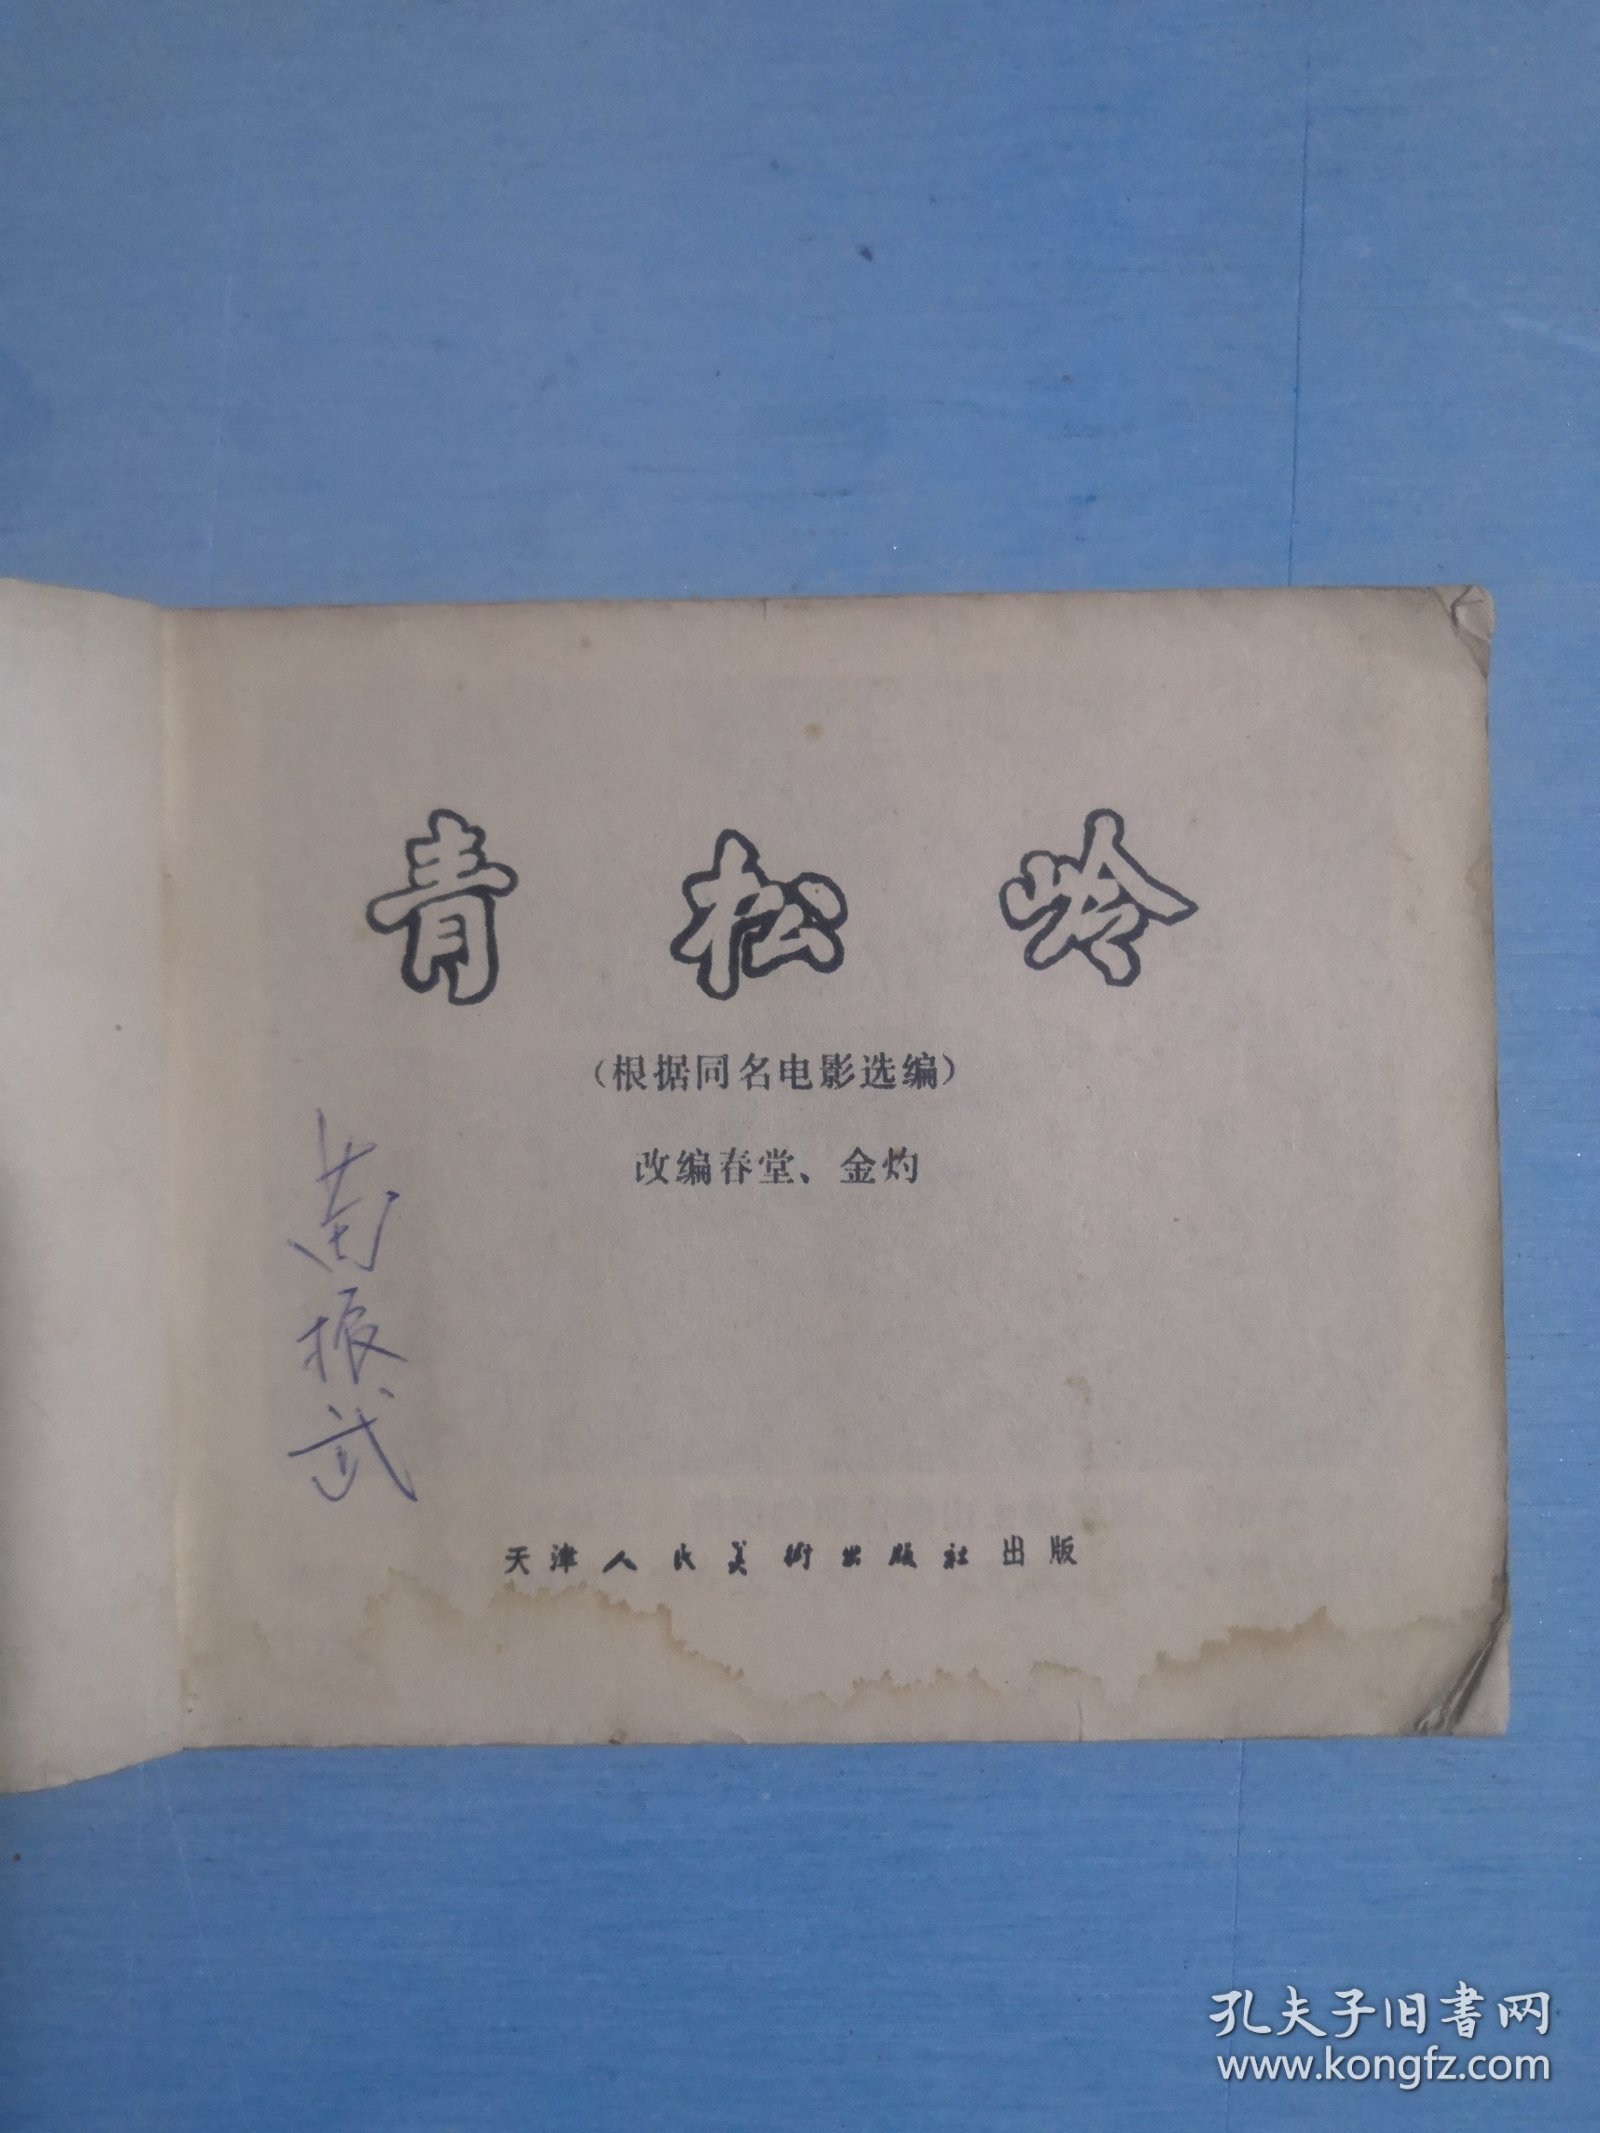 青松岭
（根据同名电影选编）
改编春堂、金灼
苗振武
天津人民美术出版社出版
孔夫子旧书网
www.kongfz.com